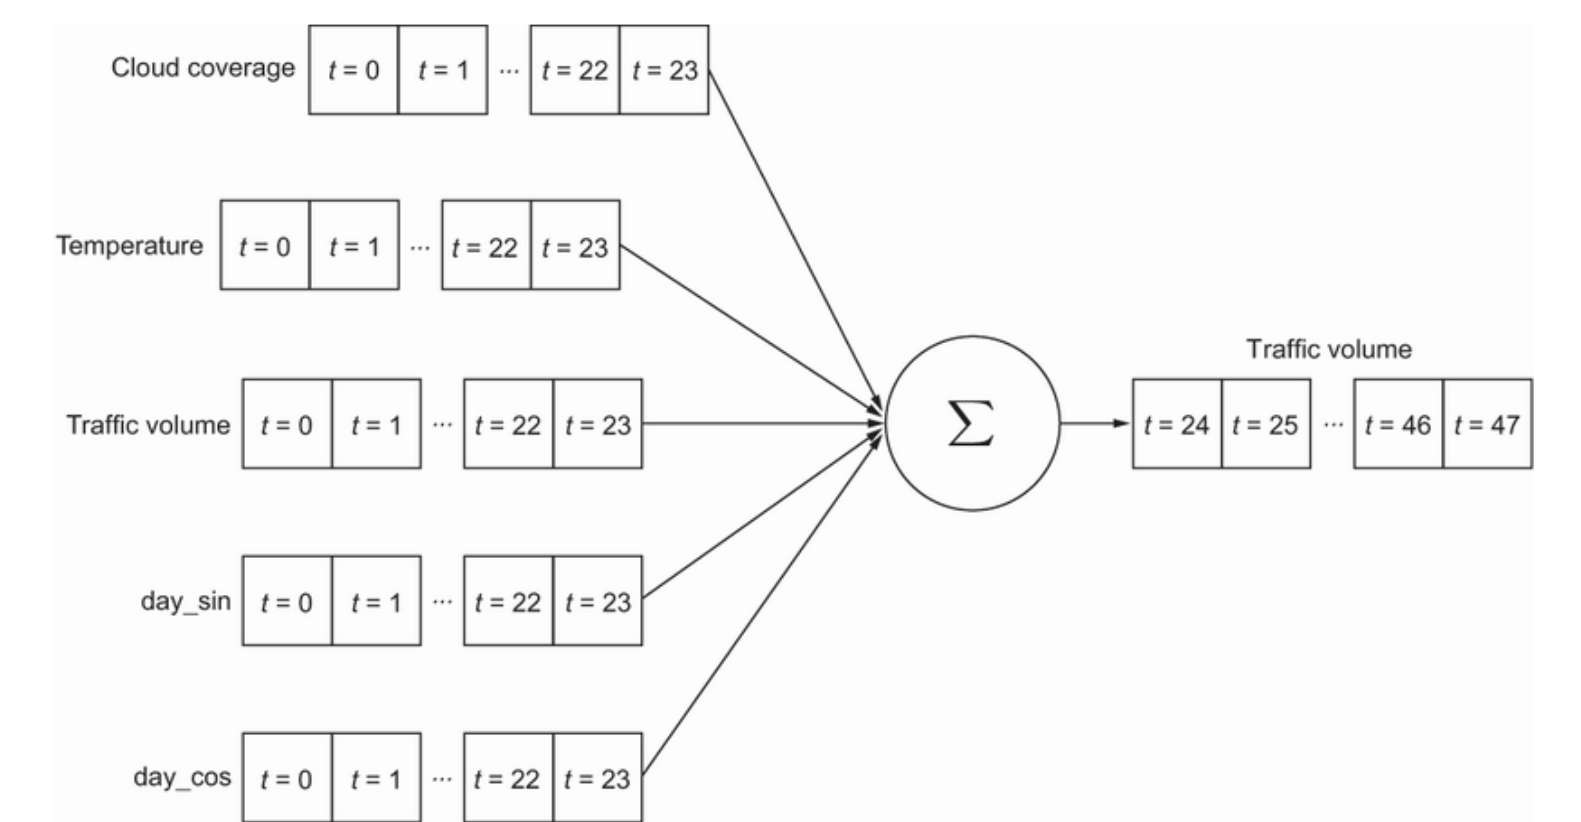 Cloud coverage t = 0 t = 1 ... t = 22 t = 23
Temperature t = 0 t = 1 ... t = 22 t = 23
Traffic volume
Traffic volume t = 0 t = 1 ... t = 22 t = 23 Σ t = 24 t = 25 ... t = 46 t = 47
day_sin t = 0 t = 1 ... t = 22 t = 23
day_cos t = 0 t = 1 ... t = 22 t = 23